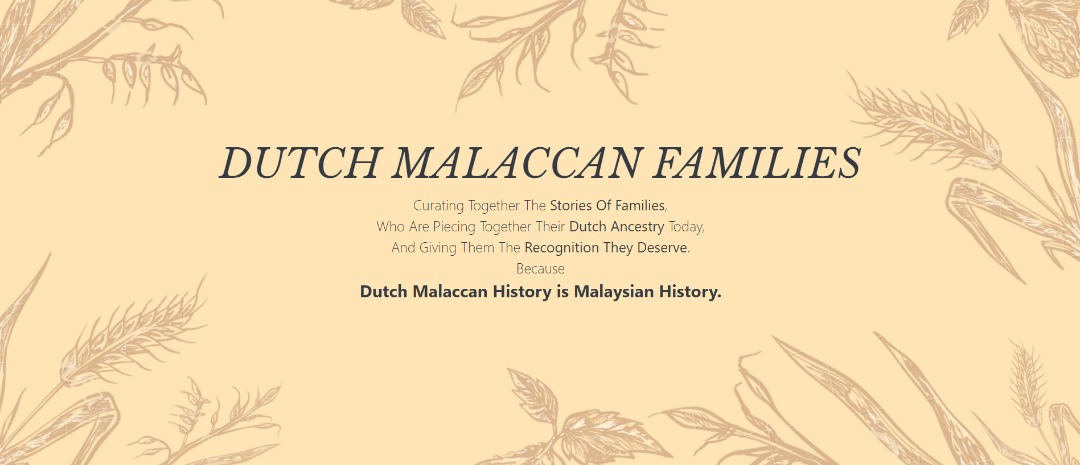 DUTCH MALACCAN FAMILIES
Curating Together The Stories Of Families,
Who Are Piecing Together Their Dutch Ancestry Today,
And Giving Them The Recognition They Deserve.
Because
Dutch Malaccan History is Malaysian History.